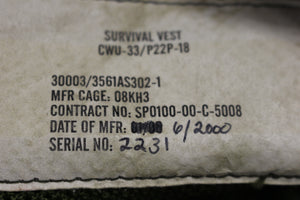 SURVIVAL VEST
CWU-33/P22P-18
30003/3561AS302-1
MFR CAGE: 08KH3
CONTRACT NO: SP0100-00-C-5008
DATE OF MFR: 6/2000
SERIAL NO: 2231